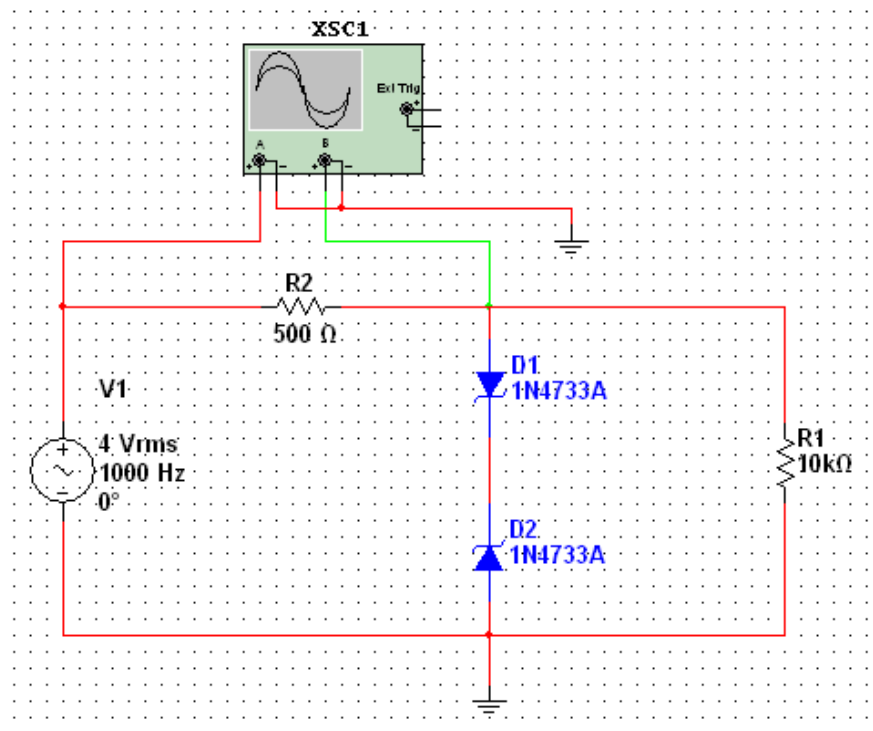 XSC1
Ext Trig
+
−
A
B
+
−
+
−
R2
500 Ω
D1
1N4733A
V1
4 Vrms
1000 Hz
0°
+
−
R1
10kΩ
D2
1N4733A